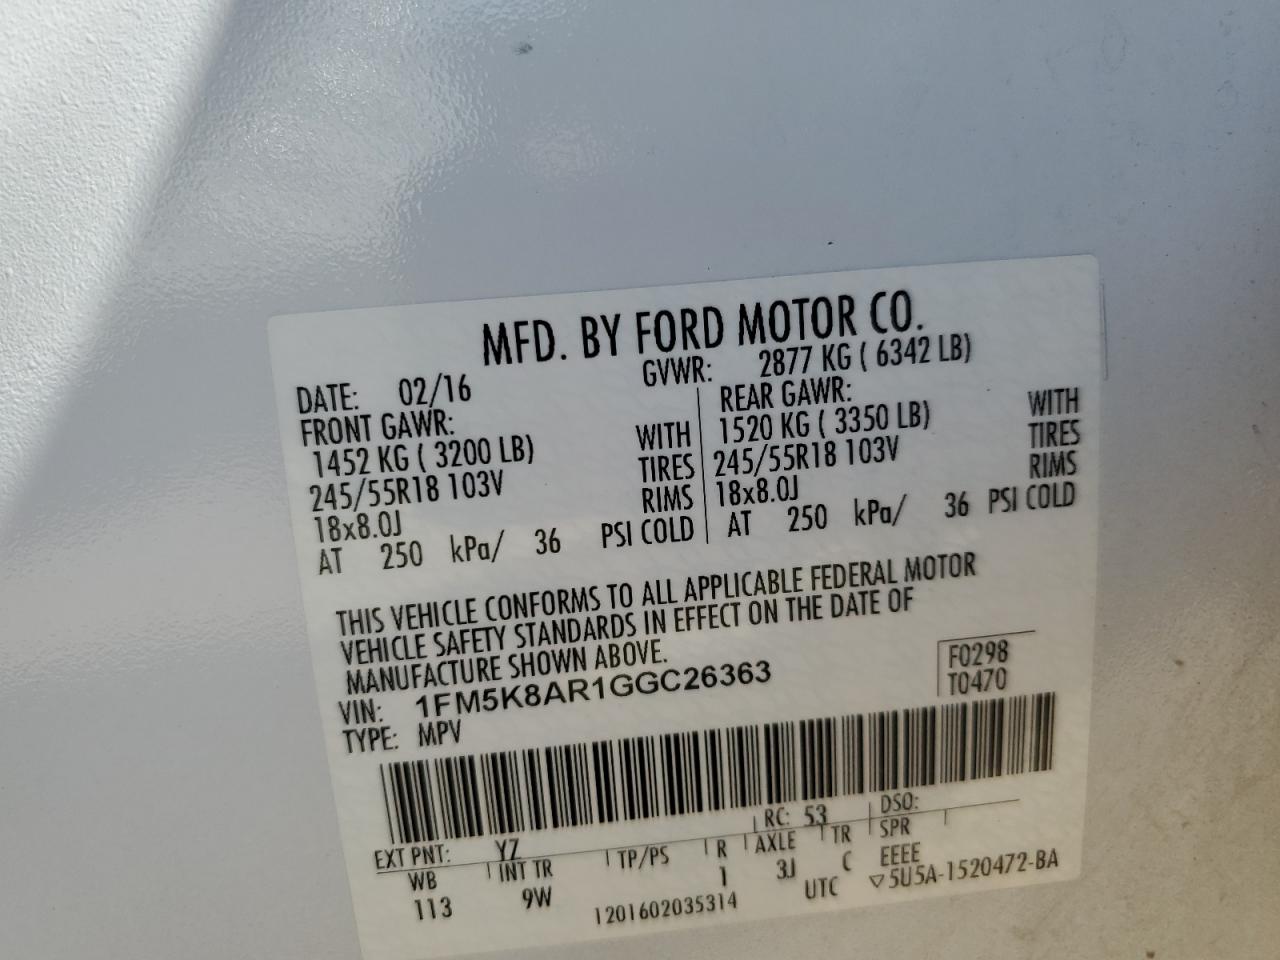 MFD. BY FORD MOTOR CO.
DATE: 02/16 GVWR: 2877 KG ( 6342 LB)
FRONT GAWR: REAR GAWR:
1452 KG ( 3200 LB) WITH 1520 KG ( 3350 LB) WITH
245/55R18 103V TIRES 245/55R18 103V TIRES
18x8.0J RIMS 18x8.0J RIMS
AT 250 kPa/ 36 PSI COLD AT 250 kPa/ 36 PSI COLD
THIS VEHICLE CONFORMS TO ALL APPLICABLE FEDERAL MOTOR
VEHICLE SAFETY STANDARDS IN EFFECT ON THE DATE OF
MANUFACTURE SHOWN ABOVE.
VIN: 1FM5K8AR1GGC26363 F0298
TYPE: MPV T0470
EXT PNT: YZ RC: 53 DSO:
WB INT TR TP/PS R AXLE TR SPR
113 9W 1 3J C EEEE
1201602035314 UTC ▽5U5A-1520472-BA